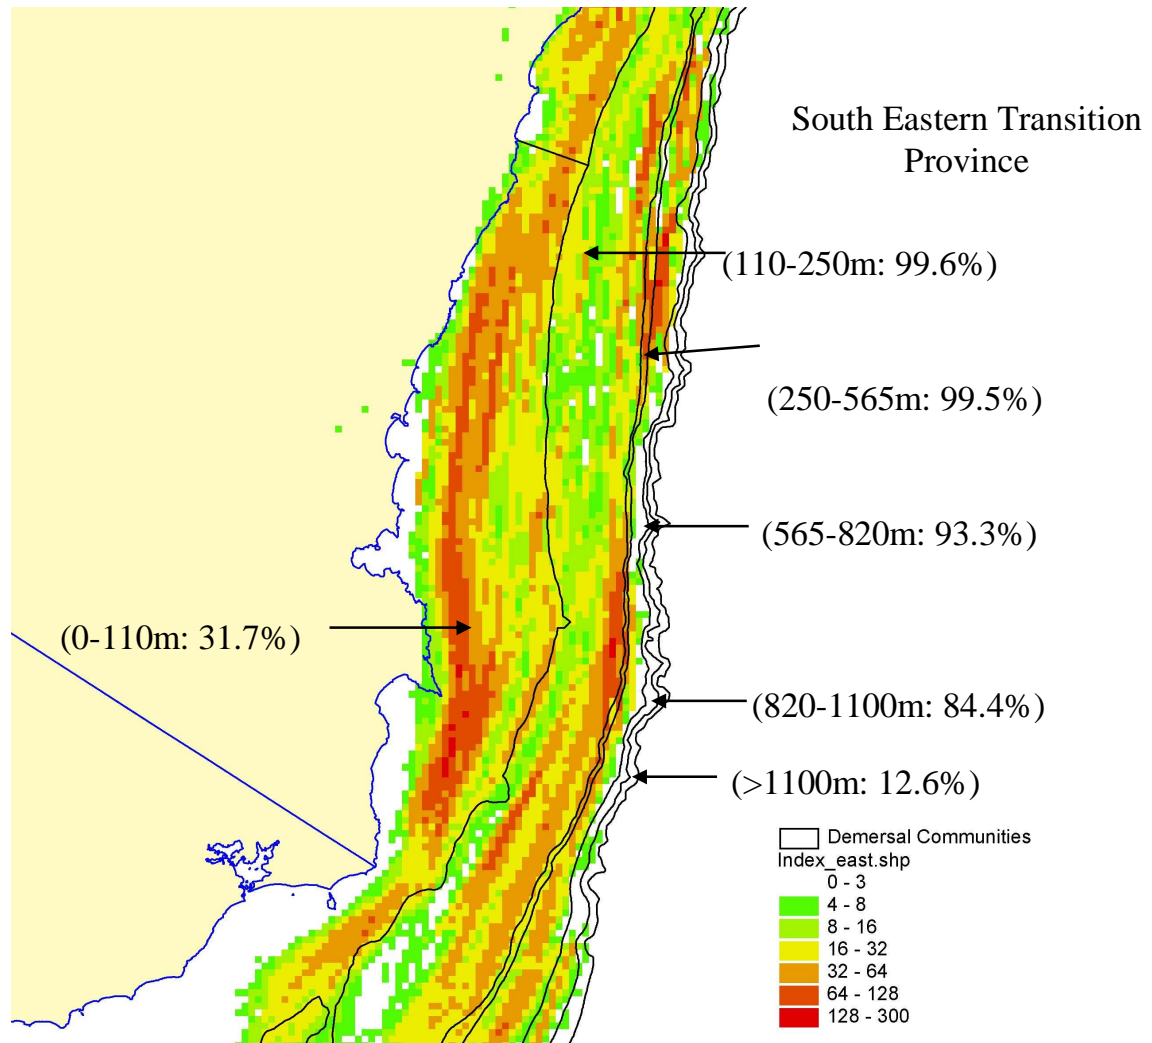 South Eastern Transition
Province
(110-250m: 99.6%)
(250-565m: 99.5%)
(565-820m: 93.3%)
(0-110m: 31.7%)
(820-1100m: 84.4%)
(>1100m: 12.6%)
Demersal Communities
Index_east.shp
0 - 3
4 - 8
8 - 16
16 - 32
32 - 64
64 - 128
128 - 300